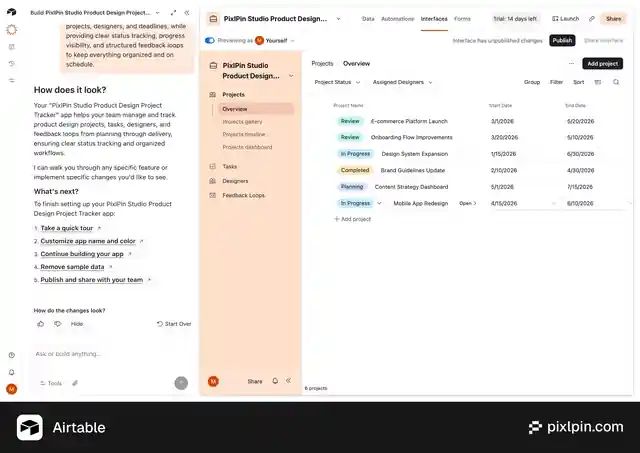 Build PixlPin Studio Product Design Project...
projects, designers, and deadlines, while
providing clear status tracking, progress
visibility, and structured feedback loops
to keep everything organized and on
schedule.
How does it look?
Your "PixlPin Studio Product Design Project
Tracker" app helps your team manage and track
product design projects, tasks, designers, and
feedback loops from planning through delivery,
ensuring clear status tracking and organized
workflows.
I can walk you through any specific feature or
implement specific changes you'd like to see.
What's next?
To finish setting up your PixlPin Studio Product
Design Project Tracker app:
1. Take a quick tour
2. Customize app name and color
3. Continue building your app
4. Remove sample data
5. Publish and share with your team
How do the changes look?
Hide
Start Over
Ask or build anything...
Tools
M
PixlPin Studio Product Design...
Data Automations Interfaces Forms
Trial: 14 days left
Launch
Share
Previewing as M Yourself
Interface has unpublished changes
Publish
Share interface
PixlPin Studio
Product Design...
Projects
Overview
Projects gallery
Projects timeline
Projects dashboard
Tasks
Designers
Feedback Loops
M
Share
Projects Overview
Add project
Project Status Assigned Designers
Group Filter Sort
Project Name Start Date End Date
Review E-commerce Platform Launch 3/1/2026 5/20/2026
Review Onboarding Flow Improvements 3/20/2026 5/10/2026
In Progress Design System Expansion 1/15/2026 6/30/2026
Completed Brand Guidelines Update 2/10/2026 4/30/2026
Planning Content Strategy Dashboard 5/1/2026 7/15/2026
In Progress Mobile App Redesign Open 4/15/2026 6/10/2026
+ Add project
6 projects
Airtable
pixlpin.com